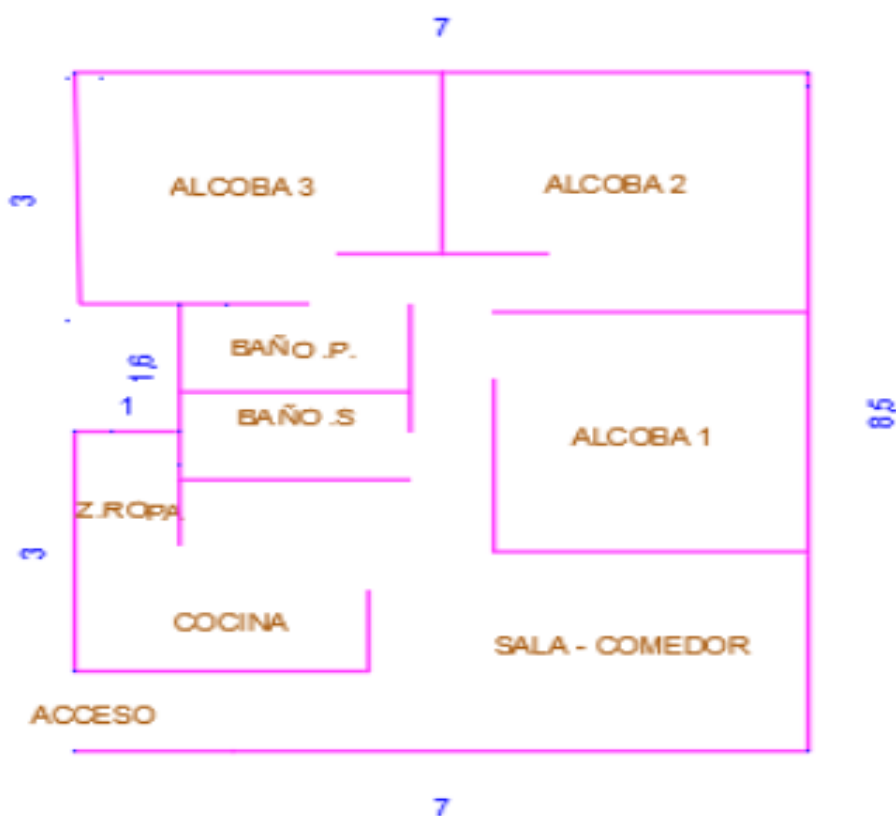 7
ALCOBA 3
ALCOBA 2
3
BAÑO .P.
1,6
1
BAÑO .S
ALCOBA 1
8,5
Z.ROPA
3
COCINA
SALA - COMEDOR
ACCESO
7